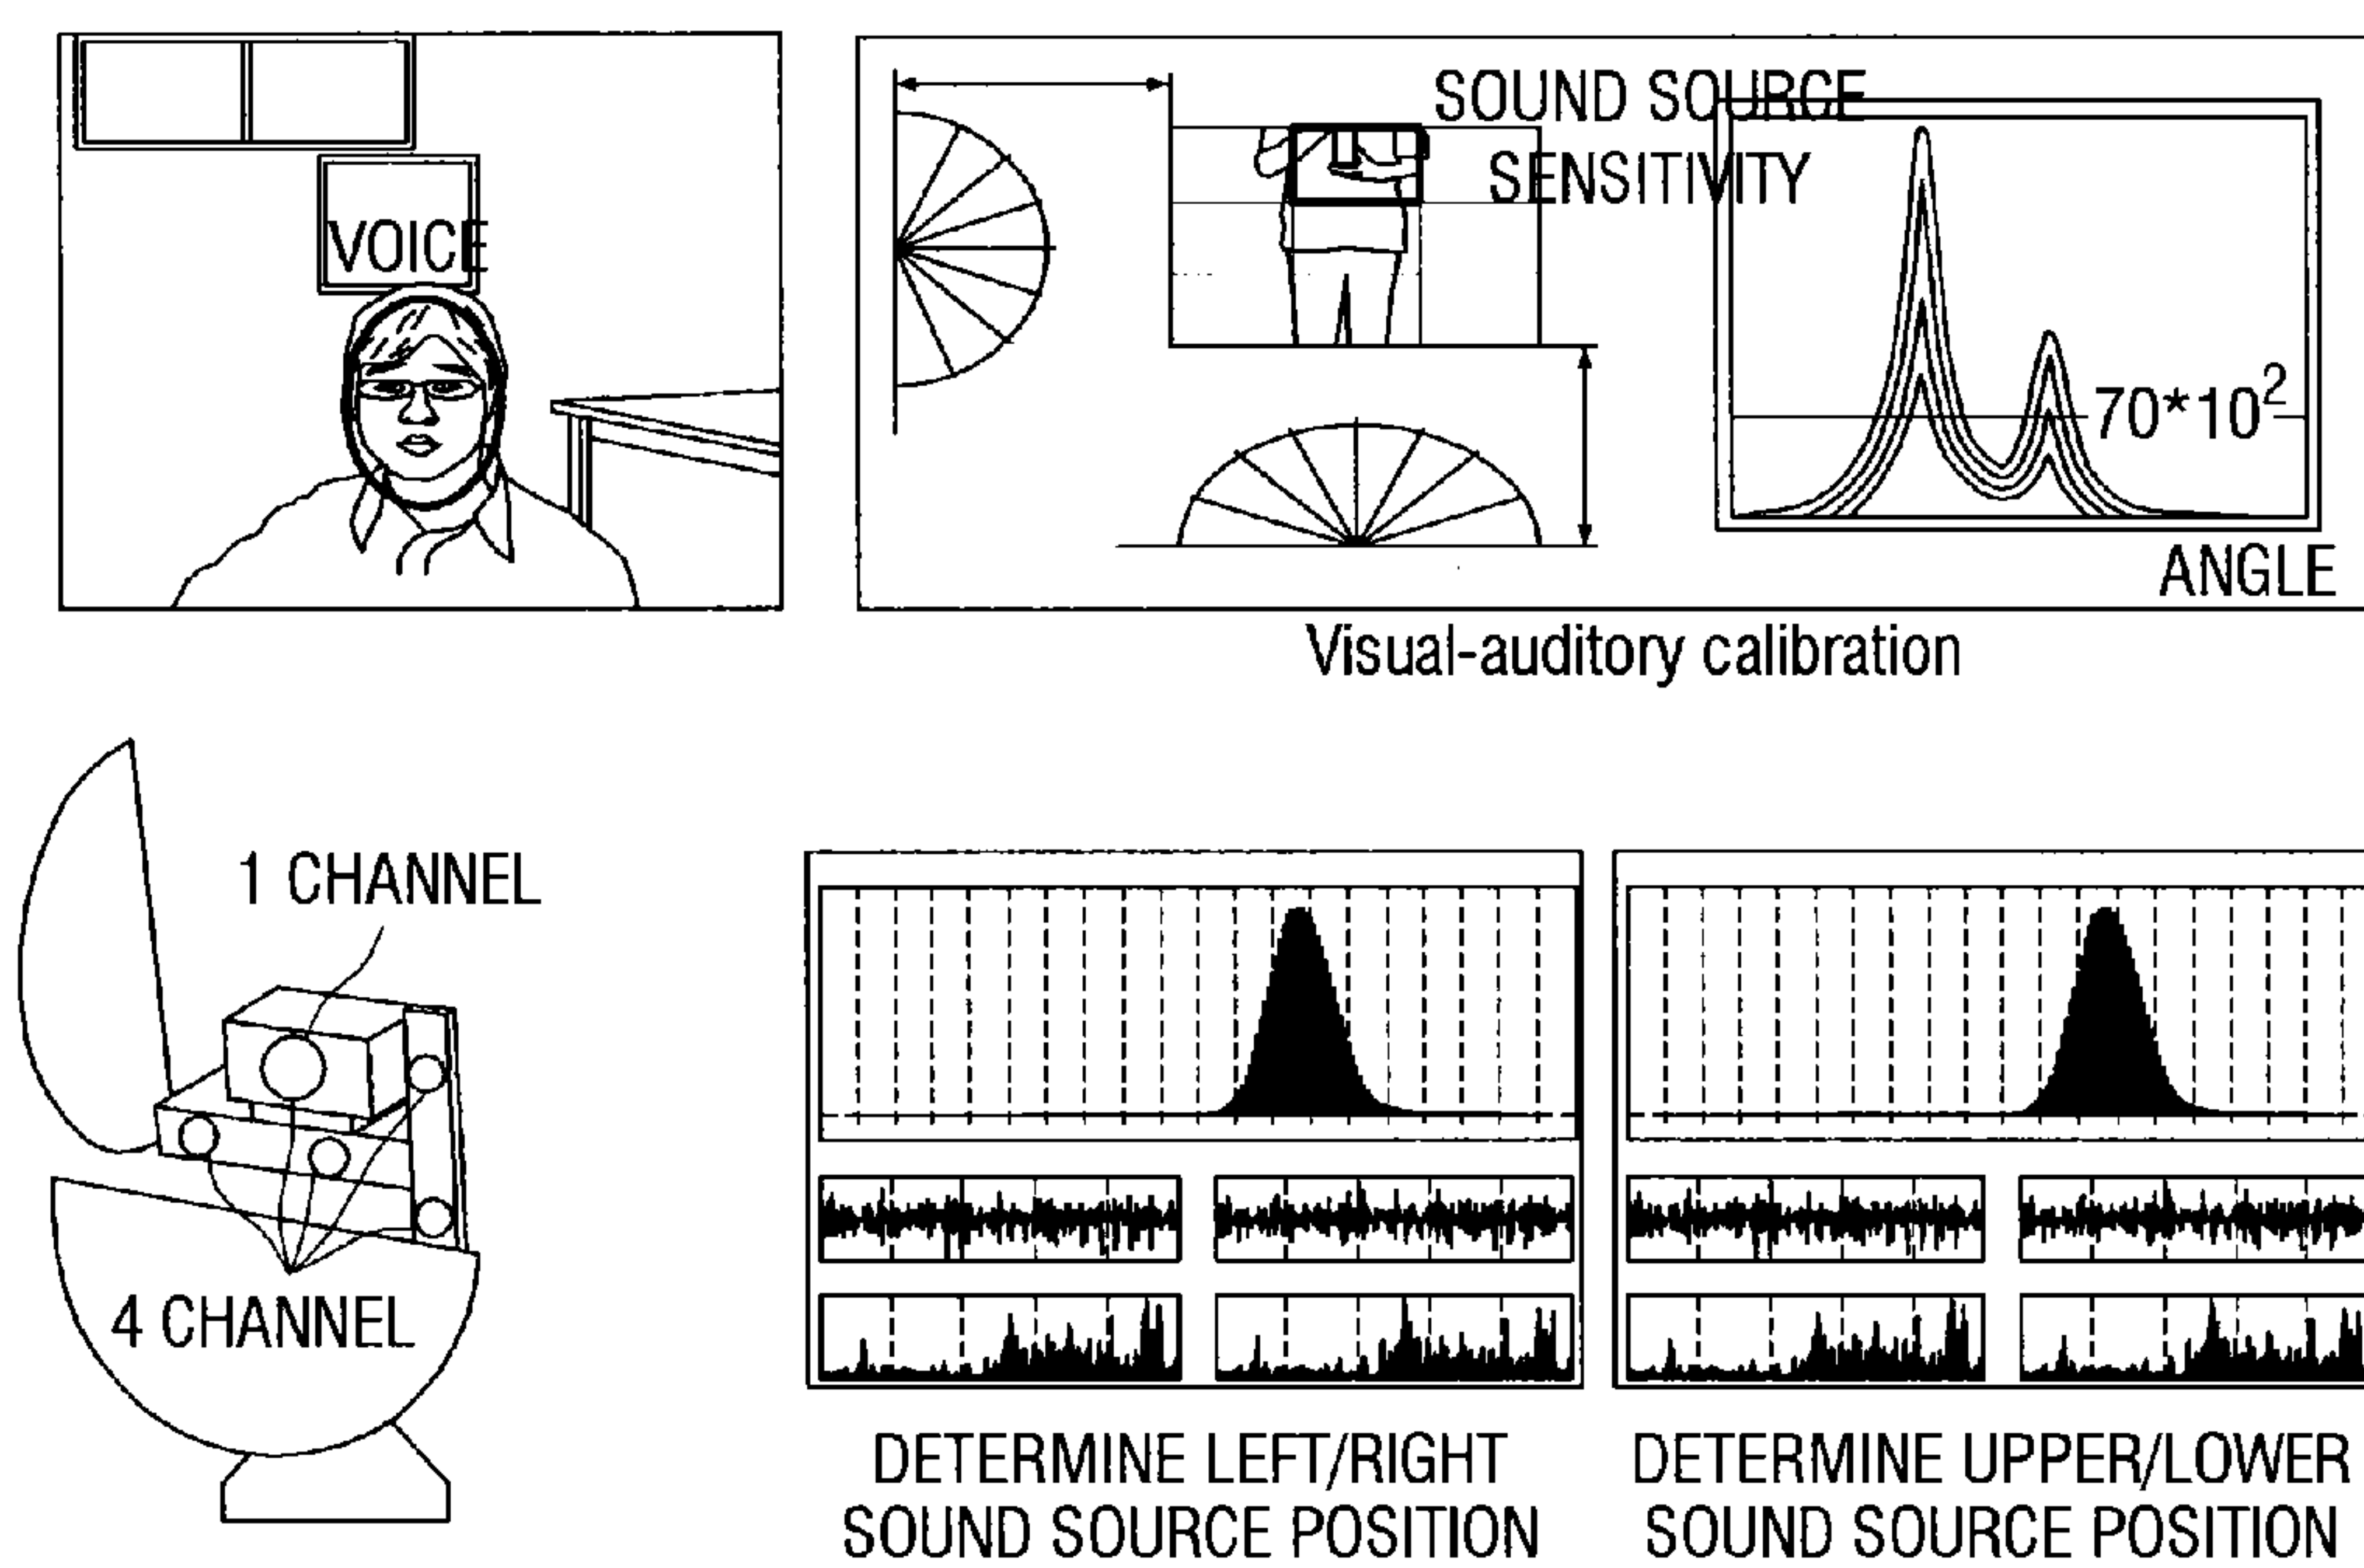 VOICE
SOUND SOURCE
SENSITIVITY
70*10²
ANGLE
Visual-auditory calibration
1 CHANNEL
4 CHANNEL
DETERMINE LEFT/RIGHT
SOUND SOURCE POSITION
DETERMINE UPPER/LOWER
SOUND SOURCE POSITION